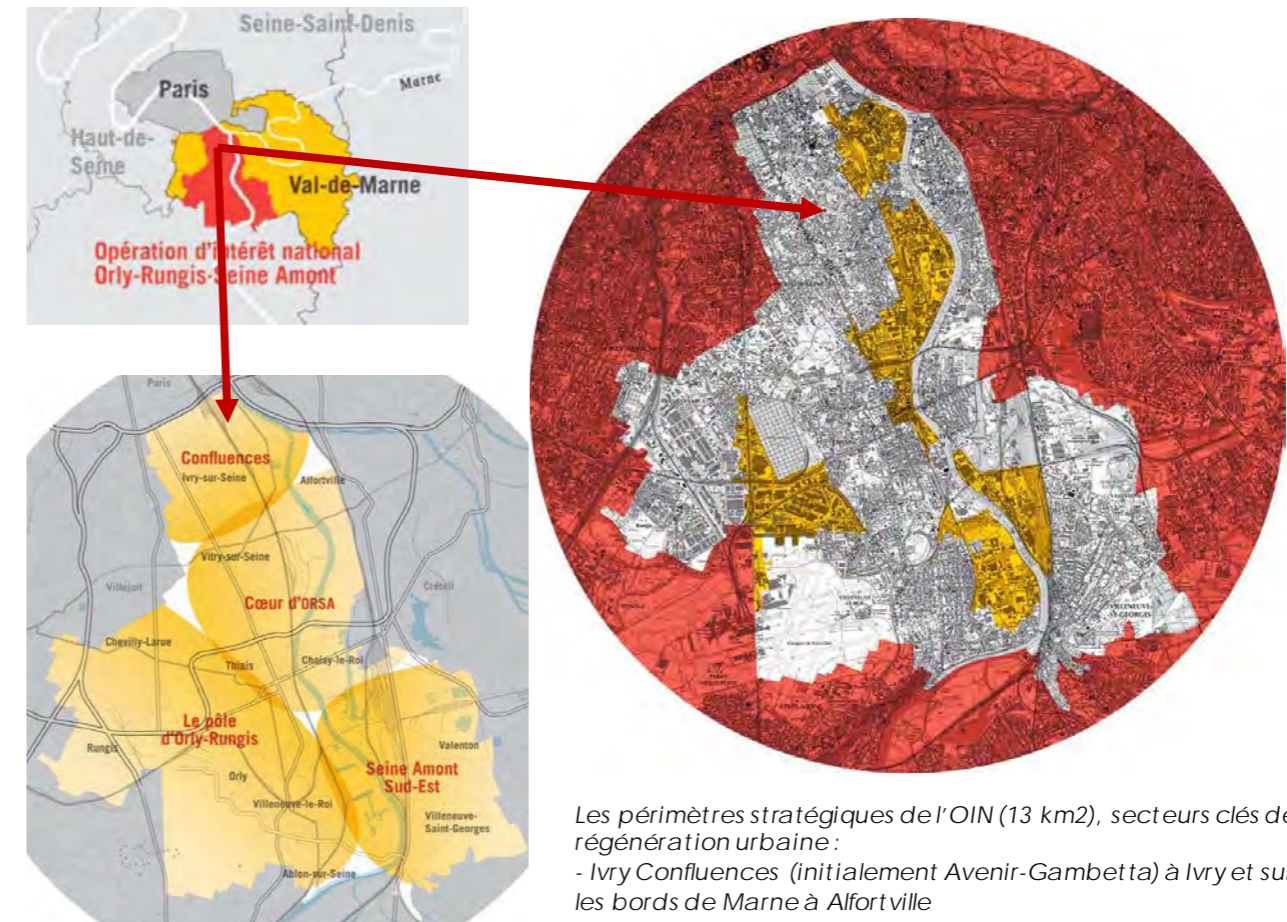 Seine-Saint-Denis
Marne
Paris
Haut-de-
Seine
Val-de-Marne
Opération d'intérêt national
Orly-Rungis·Seine Amont
Paris
Confluences
Ivry-sur-Seine
Alfortville
Vitry-sur-Seine
Villejuif
Créteil
Cœur d'ORSA
Chevilly-Larue
Thiais
Choisy-le-Roi
Le pôle
d'Orly-Rungis
Rungis
Valenton
Orly
Seine Amont
Sud-Est
Villeneuve-le-Roi
Villeneuve-
Saint-Georges
Ablon-sur-Seine
VILLENEUVE-
ST-GEORGES
Les périmètres stratégiques de l'OIN (13 km2), secteurs clés de
régénération urbaine :
- Ivry Confluences (initialement Avenir-Gambetta) à Ivry et sur
les bords de Marne à Alfortville